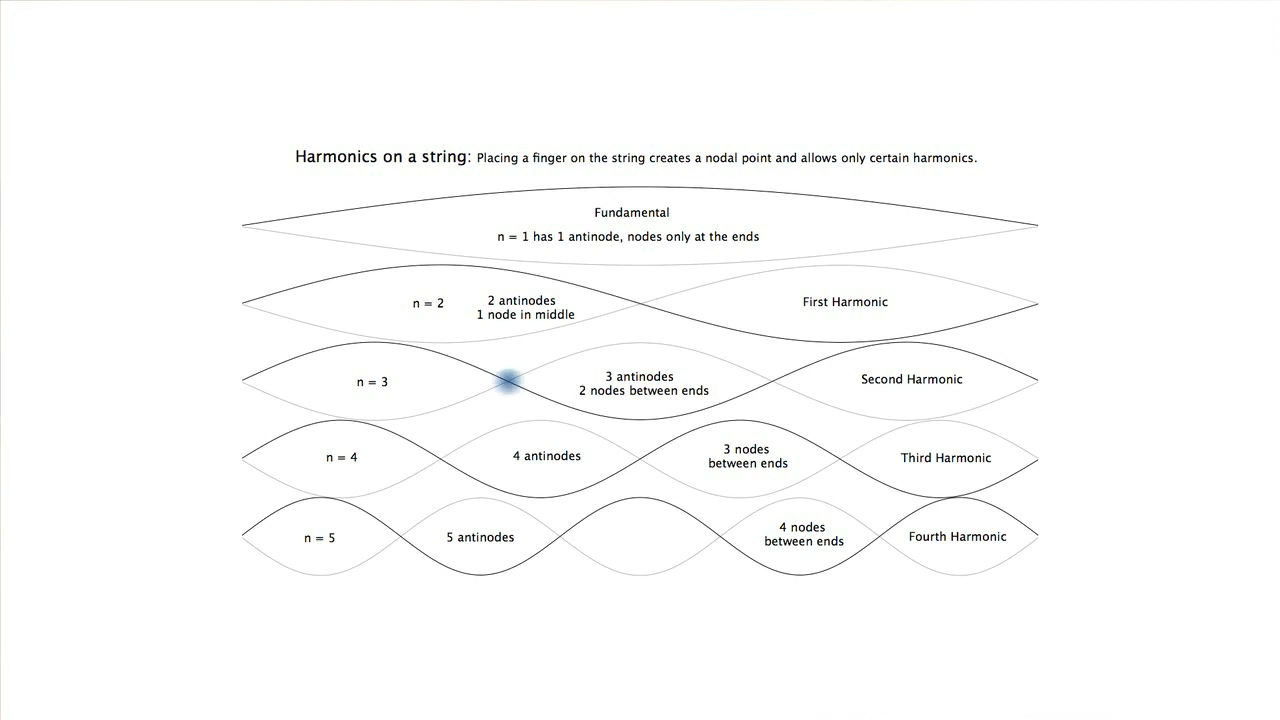 Harmonics on a string: Placing a finger on the string creates a nodal point and allows only certain harmonics.
Fundamental
n = 1 has 1 antinode, nodes only at the ends
n = 2
2 antinodes
1 node in middle
First Harmonic
n = 3
3 antinodes
2 nodes between ends
Second Harmonic
n = 4
4 antinodes
3 nodes
between ends
Third Harmonic
n = 5
5 antinodes
4 nodes
between ends
Fourth Harmonic